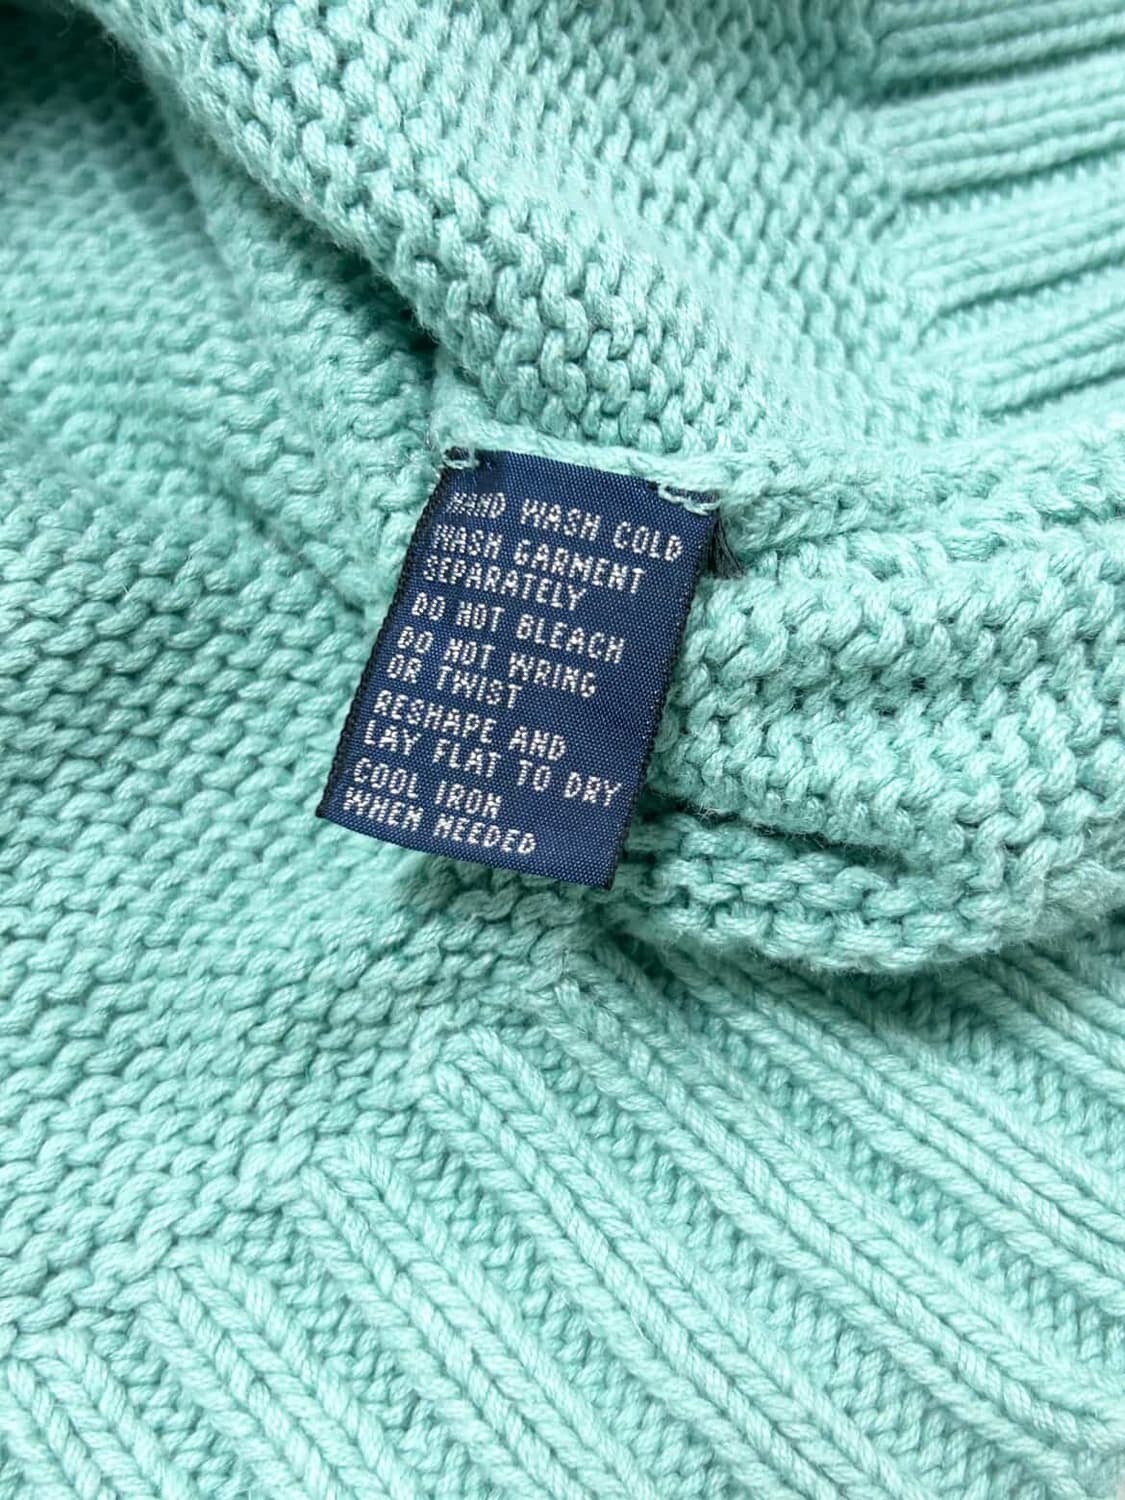 HAND WASH COLD
WASH GARMENT
SEPARATELY
DO NOT BLEACH
DO NOT WRING
OR TWIST
RESHAPE AND
LAY FLAT TO DRY
COOL IRON
WHEN NEEDED